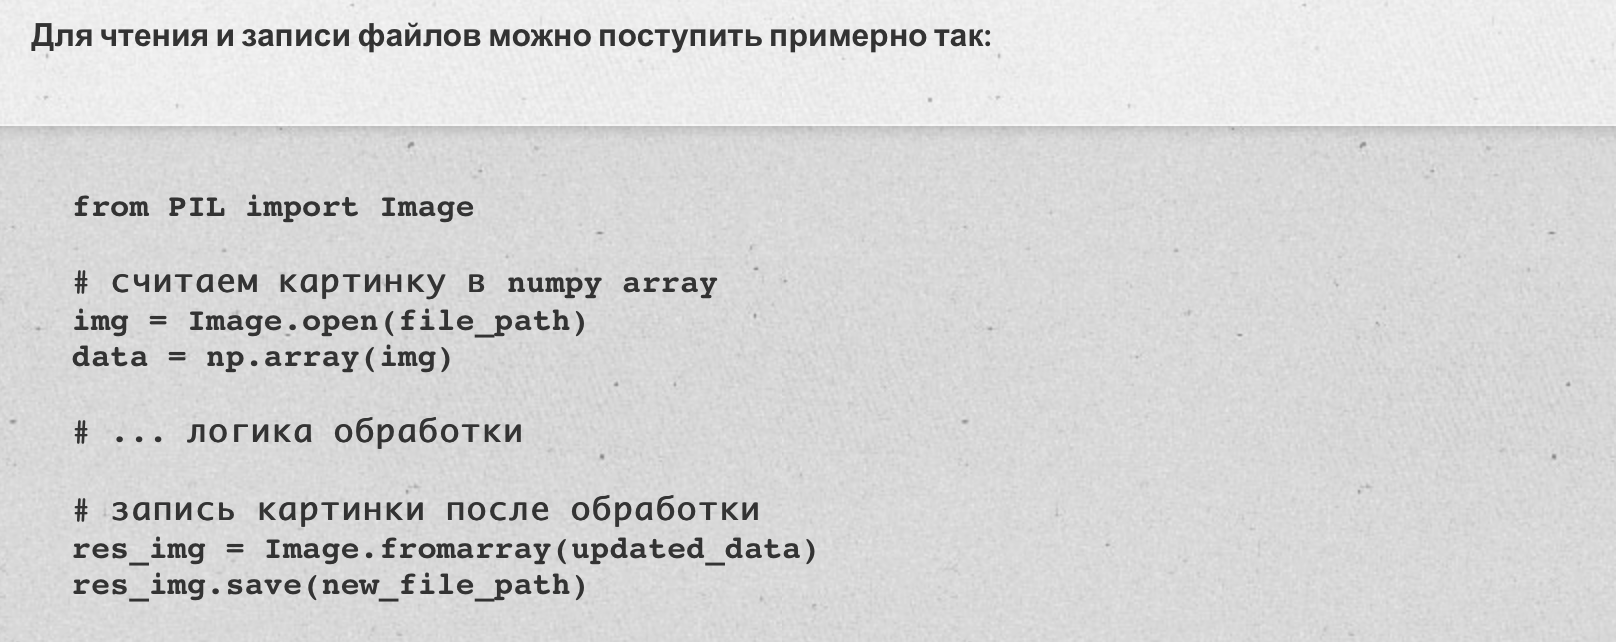 Для чтения и записи файлов можно поступить примерно так:
from PIL import Image
# считаем картинку в numpy array
img = Image.open(file_path)
data = np.array(img)
# ... логика обработки
# запись картинки после обработки
res_img = Image.fromarray(updated_data)
res_img.save(new_file_path)